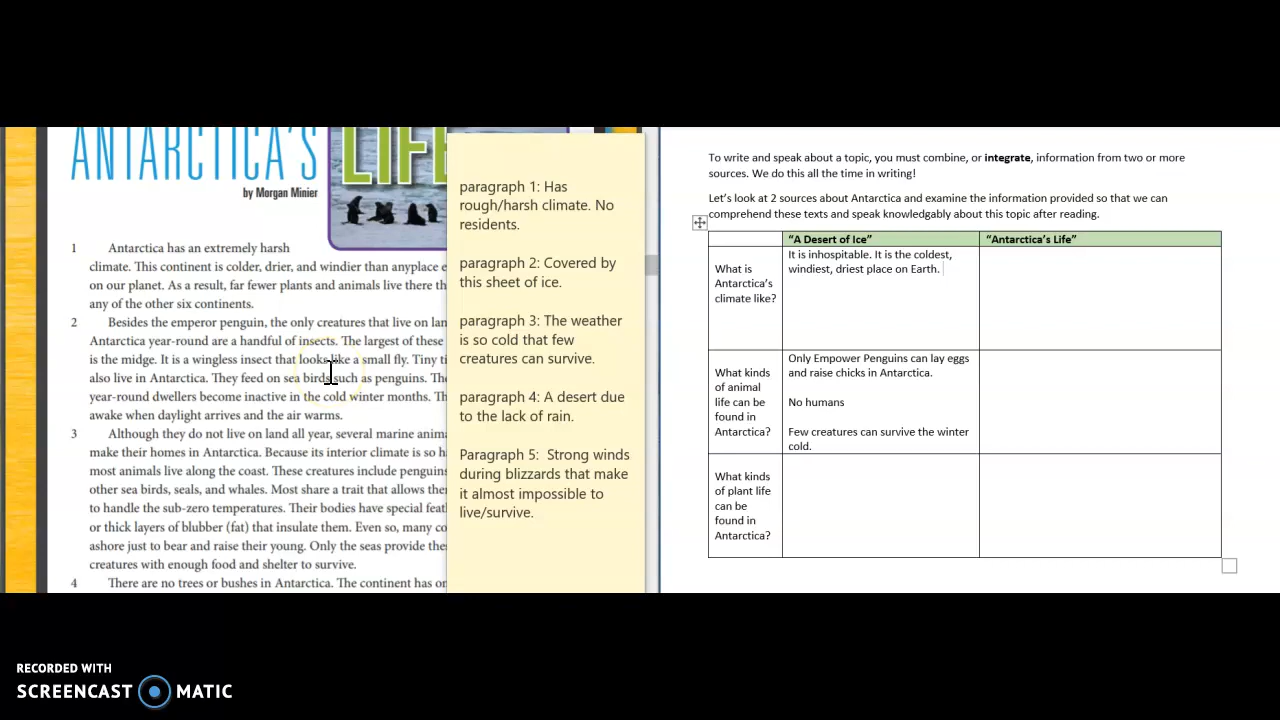 ANTARCTICA'S LIFE
by Morgan Minier
1 Antarctica has an extremely harsh
climate. This continent is colder, drier, and windier than anyplace
on our planet. As a result, far fewer plants and animals live there
any of the other six continents.
2 Besides the emperor penguin, the only creatures that live on
Antarctica year-round are a handful of insects. The largest of these
is the midge. It is a wingless insect that looks like a small fly. Tiny
also live in Antarctica. They feed on sea birds such as penguins.
year-round dwellers become inactive in the cold winter months.
awake when daylight arrives and the air warms.
3 Although they do not live on land all year, several marine
make their homes in Antarctica. Because its interior climate is so
most animals live along the coast. These creatures include penguins
other sea birds, seals, and whales. Most share a trait that allows
to handle the sub-zero temperatures. Their bodies have special
or thick layers of blubber (fat) that insulate them. Even so, many
ashore just to bear and raise their young. Only the seas provide
creatures with enough food and shelter to survive.
4 There are no trees or bushes in Antarctica. The continent has
paragraph 1: Has
rough/harsh climate. No
residents.
paragraph 2: Covered by
this sheet of ice.
paragraph 3: The weather
is so cold that few
creatures can survive.
paragraph 4: A desert due
to the lack of rain.
Paragraph 5: Strong winds
during blizzards that make
it almost impossible to
live/survive.
To write and speak about a topic, you must combine, or integrate, information from two or more
sources. We do this all the time in writing!
Let's look at 2 sources about Antarctica and examine the information provided so that we can
comprehend these texts and speak knowledgably about this topic after reading.
"A Desert of Ice" "Antarctica's Life"
What is
Antarctica's
climate like?
It is inhospitable. It is the coldest,
windiest, driest place on Earth.
What kinds
of animal
life can be
found in
Antarctica?
Only Empower Penguins can lay eggs
and raise chicks in Antarctica.
No humans
Few creatures can survive the winter
cold.
What kinds
of plant life
can be
found in
Antarctica?
RECORDED WITH
SCREENCAST MATIC